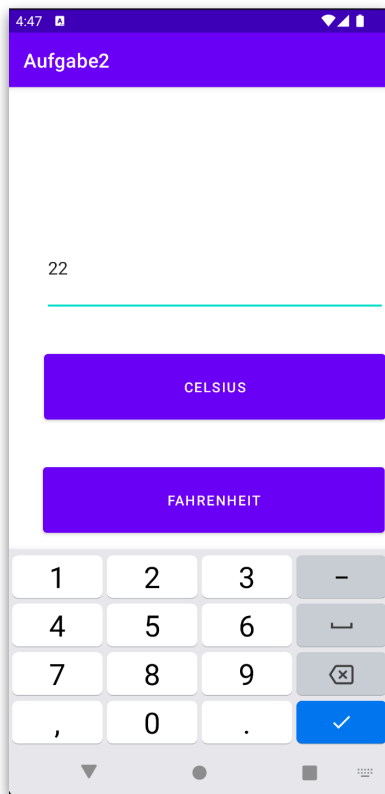 4:47 A
Aufgabe2
22
CELSIUS
FAHRENHEIT
1 2 3 –
4 5 6
7 8 9
, 0 .